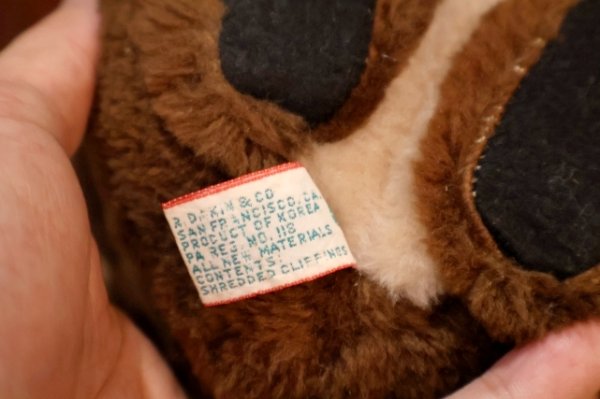 R. DAKIN & CO
SAN FRANCISCO, CA.
PRODUCT OF KOREA
PA. REG. NO. 118
ALL NEW MATERIALS
CONTENTS:
SHREDDED CLIPPINGS